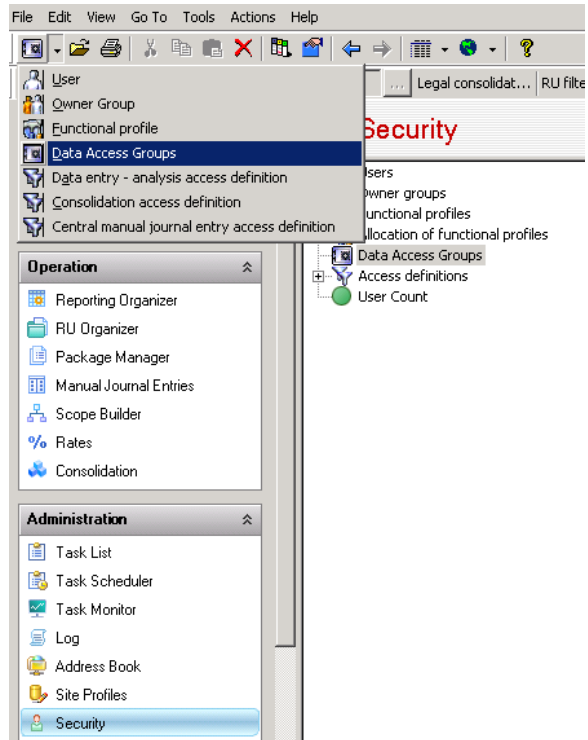 File Edit View Go To Tools Actions Help
... Legal consolidat... RU filte
User
Owner Group
Functional profile
Data Access Groups
Data entry - analysis access definition
Consolidation access definition
Central manual journal entry access definition
Security
Users
Owner groups
unctional profiles
llocation of functional profiles
Data Access Groups
Access definitions
User Count
Operation
Reporting Organizer
RU Organizer
Package Manager
Manual Journal Entries
Scope Builder
Rates
Consolidation
Administration
Task List
Task Scheduler
Task Monitor
Log
Address Book
Site Profiles
Security